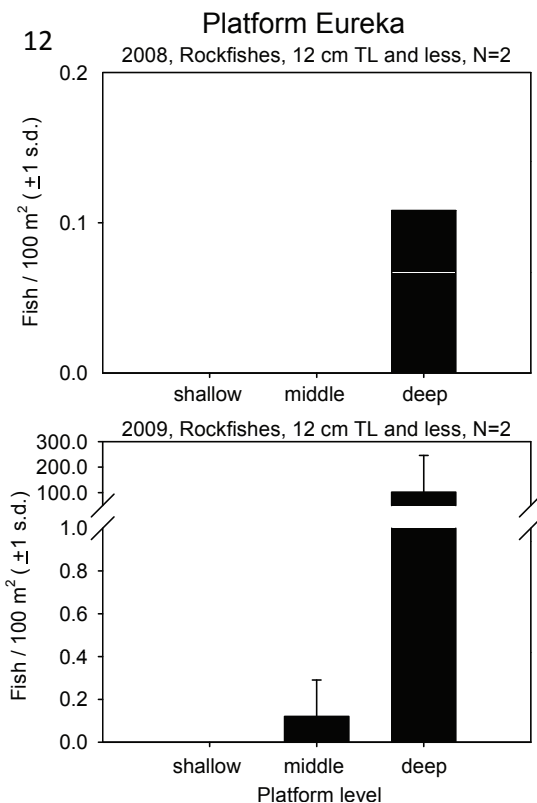 12
Platform Eureka
2008, Rockfishes, 12 cm TL and less, N=2
Fish / 100 m² (±1 s.d.)
0.2
0.1
0.0
shallow middle deep
2009, Rockfishes, 12 cm TL and less, N=2
Fish / 100 m² (±1 s.d.)
300.0
200.0
100.0
1.0
0.8
0.6
0.4
0.2
0.0
shallow middle deep
Platform level